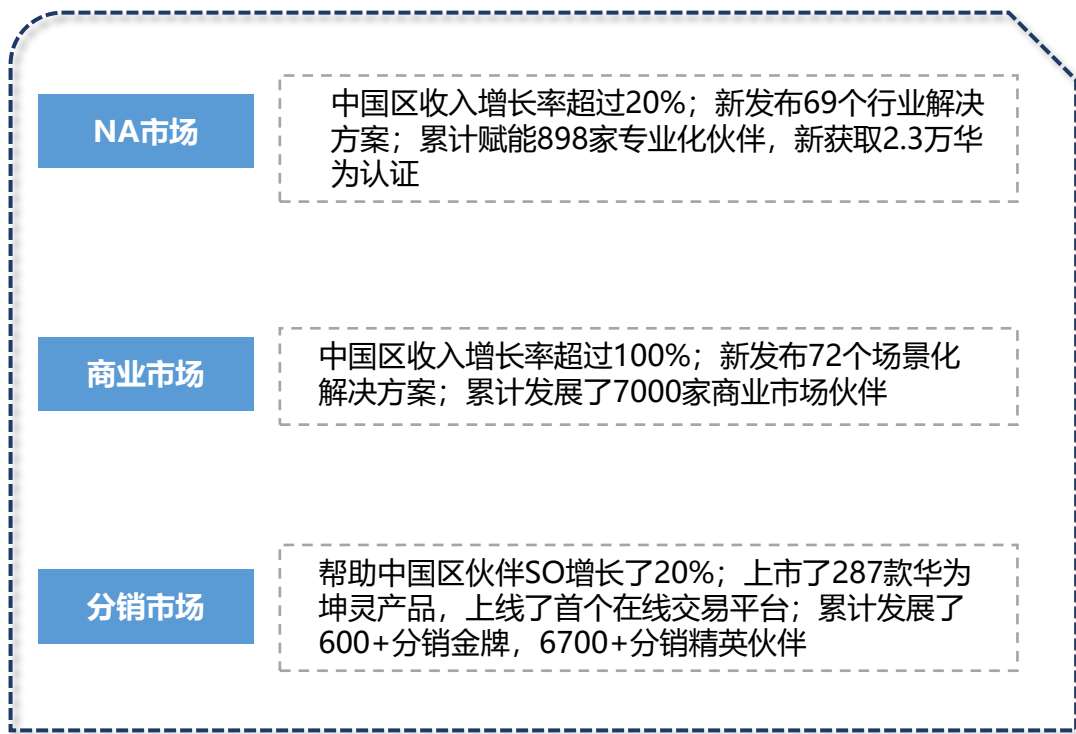 NA市场
中国区收入增长率超过20%；新发布69个行业解决
方案；累计赋能898家专业化伙伴，新获取2.3万华
为认证
商业市场
中国区收入增长率超过100%；新发布72个场景化
解决方案；累计发展了7000家商业市场伙伴
分销市场
帮助中国区伙伴SO增长了20%；上市了287款华为
坤灵产品，上线了首个在线交易平台；累计发展了
600+分销金牌，6700+分销精英伙伴